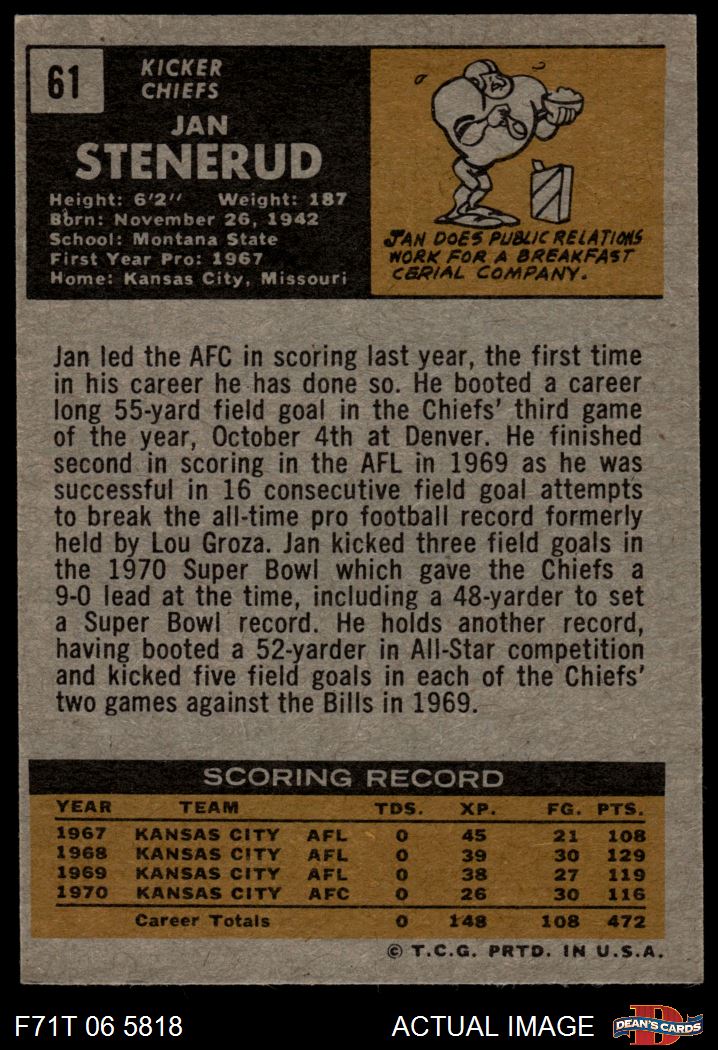 61
KICKER
CHIEFS
JAN
STENERUD
Height: 6'2" Weight: 187
Born: November 26, 1942
School: Montana State
First Year Pro: 1967
Home: Kansas City, Missouri
JAN DOES PUBLIC RELATIONS
WORK FOR A BREAKFAST
CERIAL COMPANY.
Jan led the AFC in scoring last year, the first time
in his career he has done so. He booted a career
long 55-yard field goal in the Chiefs' third game
of the year, October 4th at Denver. He finished
second in scoring in the AFL in 1969 as he was
successful in 16 consecutive field goal attempts
to break the all-time pro football record formerly
held by Lou Groza. Jan kicked three field goals in
the 1970 Super Bowl which gave the Chiefs a
9-0 lead at the time, including a 48-yarder to set
a Super Bowl record. He holds another record,
having booted a 52-yarder in All-Star competition
and kicked five field goals in each of the Chiefs'
two games against the Bills in 1969.
SCORING RECORD
YEAR TEAM TDS. XP. FG. PTS.
1967 KANSAS CITY AFL 0 45 21 108
1968 KANSAS CITY AFL 0 39 30 129
1969 KANSAS CITY AFL 0 38 27 119
1970 KANSAS CITY AFC 0 26 30 116
Career Totals 0 148 108 472
© T.C.G. PRTD. IN U.S.A.
F71T 06 5818 ACTUAL IMAGE DEAN'S CARDS